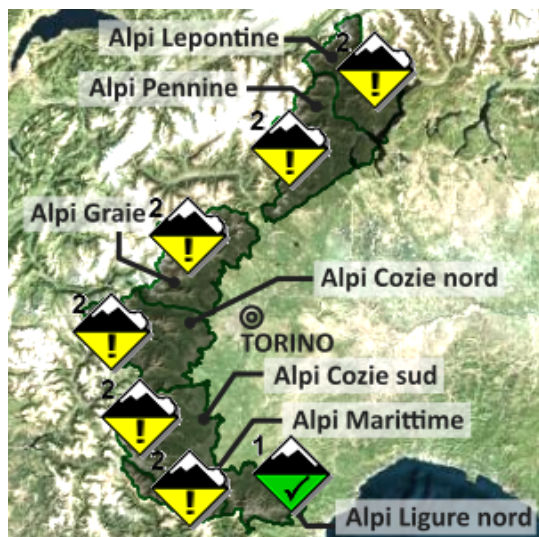 Alpi Lepontine
2
Alpi Pennine
2
Alpi Graie
2
Alpi Cozie nord
2
TORINO
Alpi Cozie sud
2
Alpi Marittime
2
1
Alpi Ligure nord